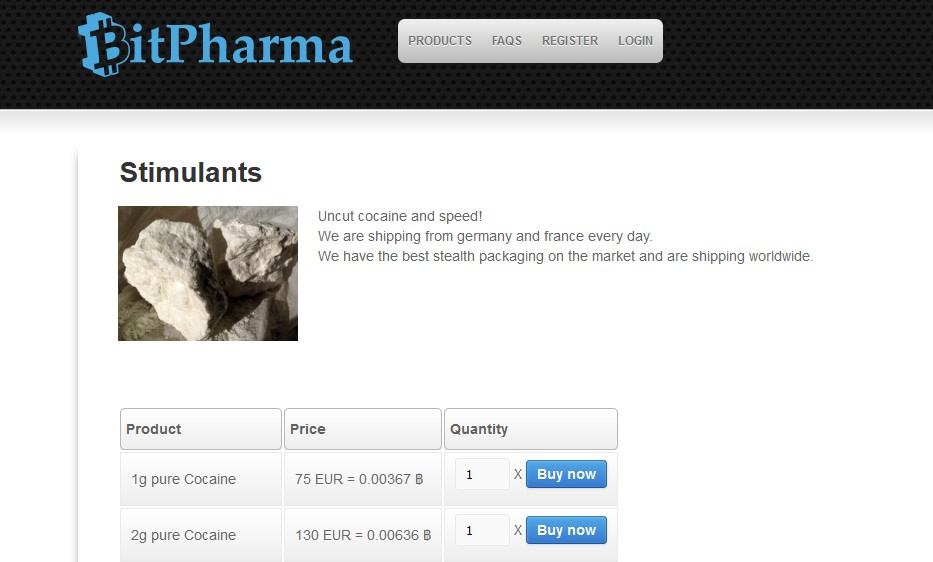 BitPharma
PRODUCTS FAQS REGISTER LOGIN
Stimulants
Uncut cocaine and speed!
We are shipping from germany and france every day.
We have the best stealth packaging on the market and are shipping worldwide.
Product Price Quantity
1g pure Cocaine 75 EUR = 0.00367 ฿ 1 X Buy now
2g pure Cocaine 130 EUR = 0.00636 ฿ 1 X Buy now